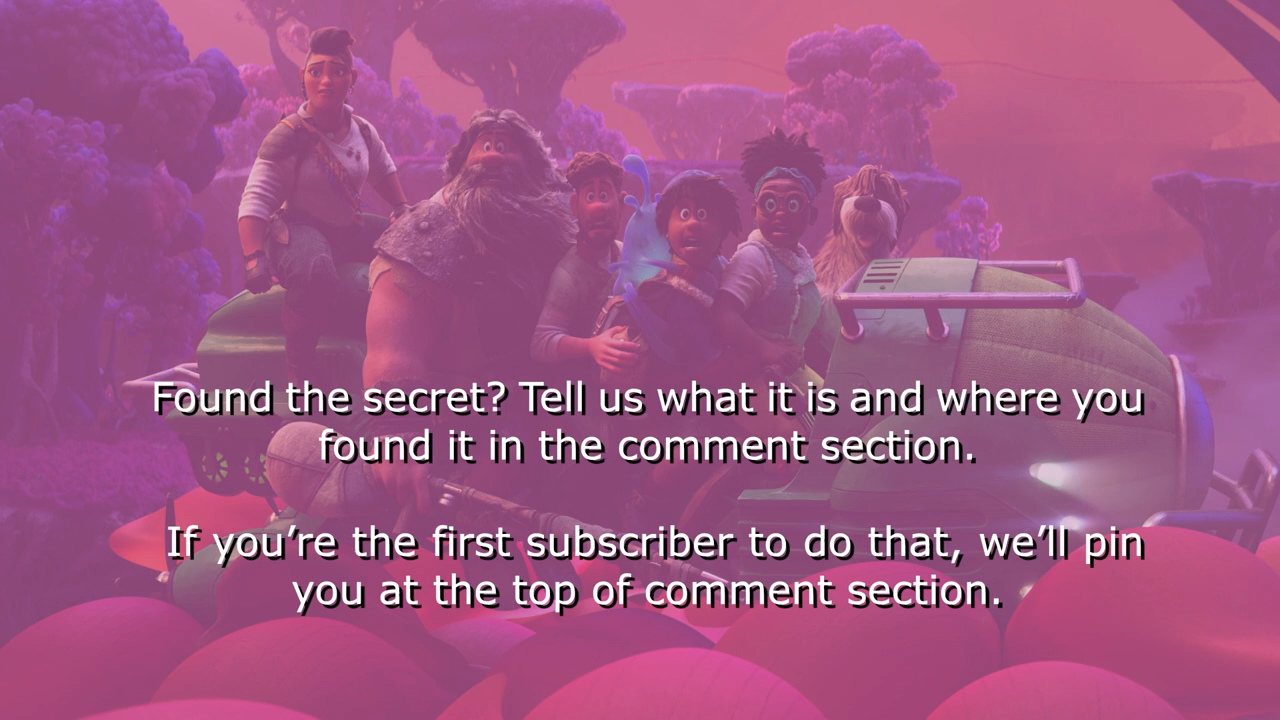 Found the secret? Tell us what it is and where you
found it in the comment section.
If you’re the first subscriber to do that, we’ll pin
you at the top of comment section.